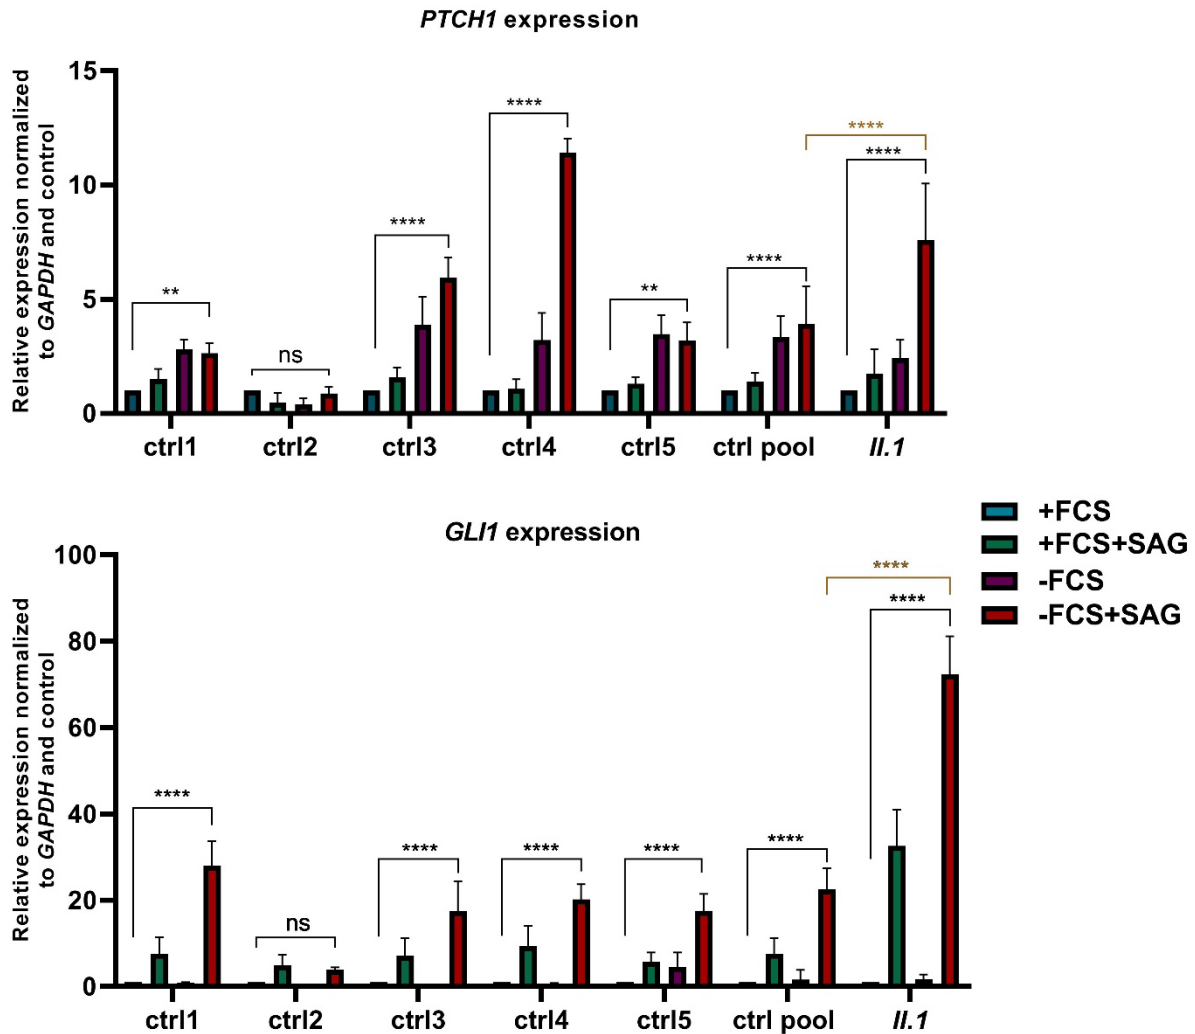 PTCH1 expression
Relative expression normalized
to GAPDH and control
15
10
5
0
**
ns
****
****
**
****
****
****
ctrl1
ctrl2
ctrl3
ctrl4
ctrl5
ctrl pool
II.1
GLI1 expression
Relative expression normalized
to GAPDH and control
100
80
60
40
20
0
****
ns
****
****
****
****
****
****
ctrl1
ctrl2
ctrl3
ctrl4
ctrl5
ctrl pool
II.1
+FCS
+FCS+SAG
-FCS
-FCS+SAG